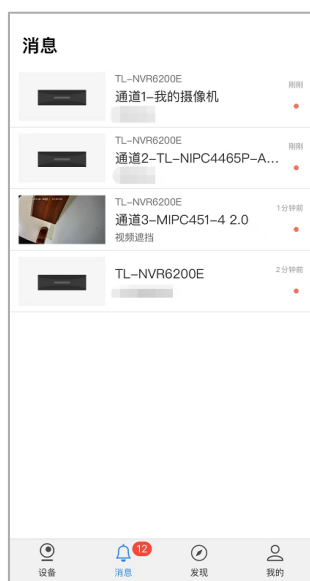 消息
TL-NVR6200E
刚刚
通道1-我的摄像机
TL-NVR6200E
刚刚
通道2-TL-NIPC4465P-A...
TL-NVR6200E
1分钟前
通道3-MIPC451-4 2.0
视频遮挡
TL-NVR6200E
2分钟前
12
设备
消息
发现
我的